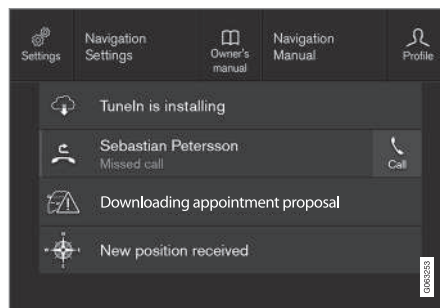 Settings
Navigation
Settings
Owner's
manual
Navigation
Manual
Profile
TuneIn is installing
Sebastian Petersson
Missed call
Call
Downloading appointment proposal
New position received
G063253